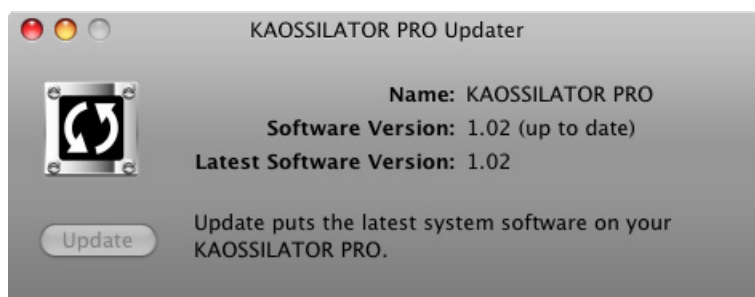 KAOSSILATOR PRO Updater
Name: KAOSSILATOR PRO
Software Version: 1.02 (up to date)
Latest Software Version: 1.02
Update
Update puts the latest system software on your
KAOSSILATOR PRO.